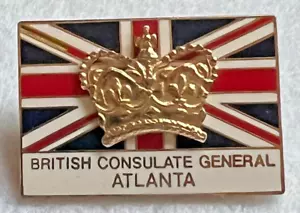 BRITISH CONSULATE GENERAL
ATLANTA